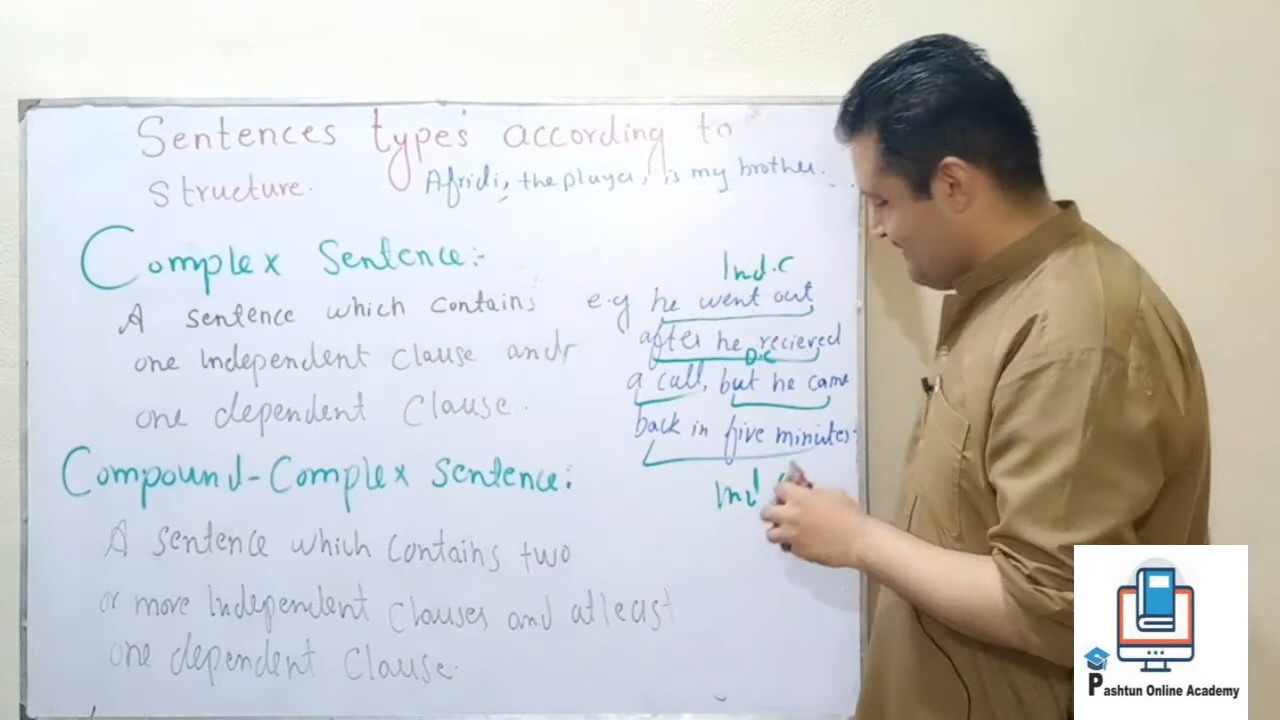 Sentences types according to
structure.
Afridi, the player, is my brother.
Complex Sentence:-
A sentence which contains
one Independent Clause and
one dependent Clause.
Compound-Complex sentence:
A sentence which contains two
or more Independent Clauses and atleast
one dependent Clause.
Ind.C
e.g he went out
after he recieved
D.C
a call, but he came
back in five minutes.
Ind C
Pashtun Online Academy